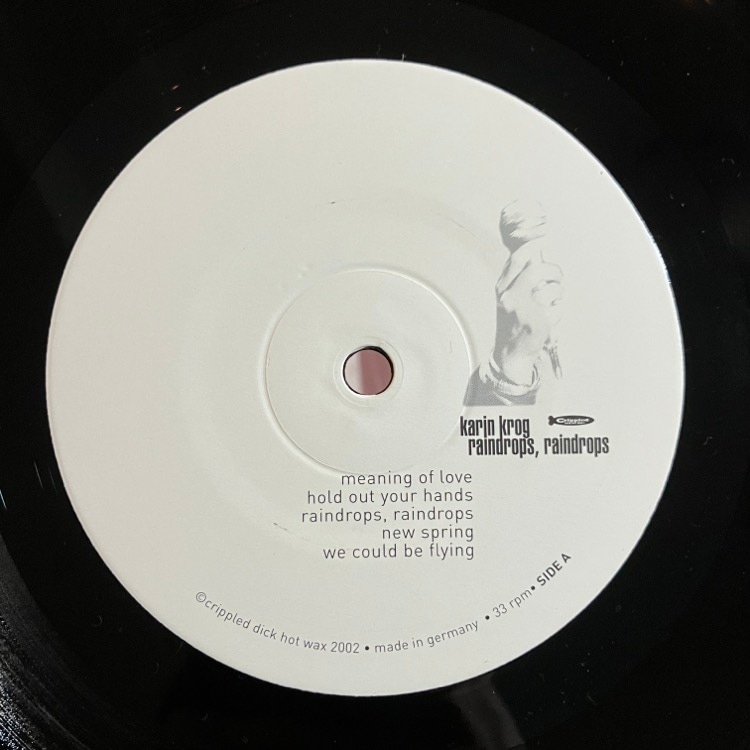 karin krog
Crippled
raindrops, raindrops
meaning of love
hold out your hands
raindrops, raindrops
new spring
we could be flying
©crippled dick hot wax 2002 • made in germany • 33 rpm • SIDE A